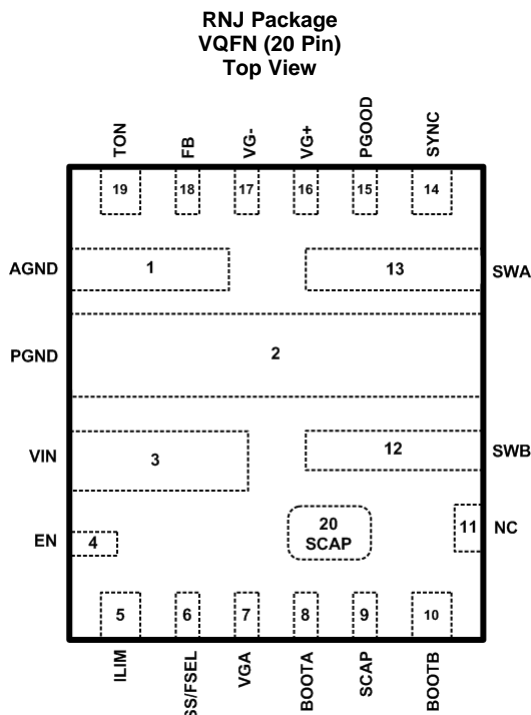 RNJ Package
VQFN (20 Pin)
Top View
TON
FB
VG-
VG+
PGOOD
SYNC
19
18
17
16
15
14
AGND
1
13
SWA
PGND
2
VIN
3
12
SWB
EN
4
20
SCAP
11
NC
5
6
7
8
9
10
ILIM
SS/FSEL
VGA
BOOTA
SCAP
BOOTB